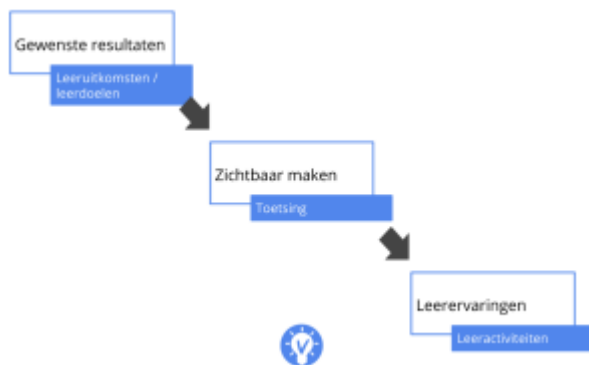 Gewenste resultaten
Leeruitkomsten /
leerdoelen
Zichtbaar maken
Toetsing
Leerervaringen
Leeractiviteiten